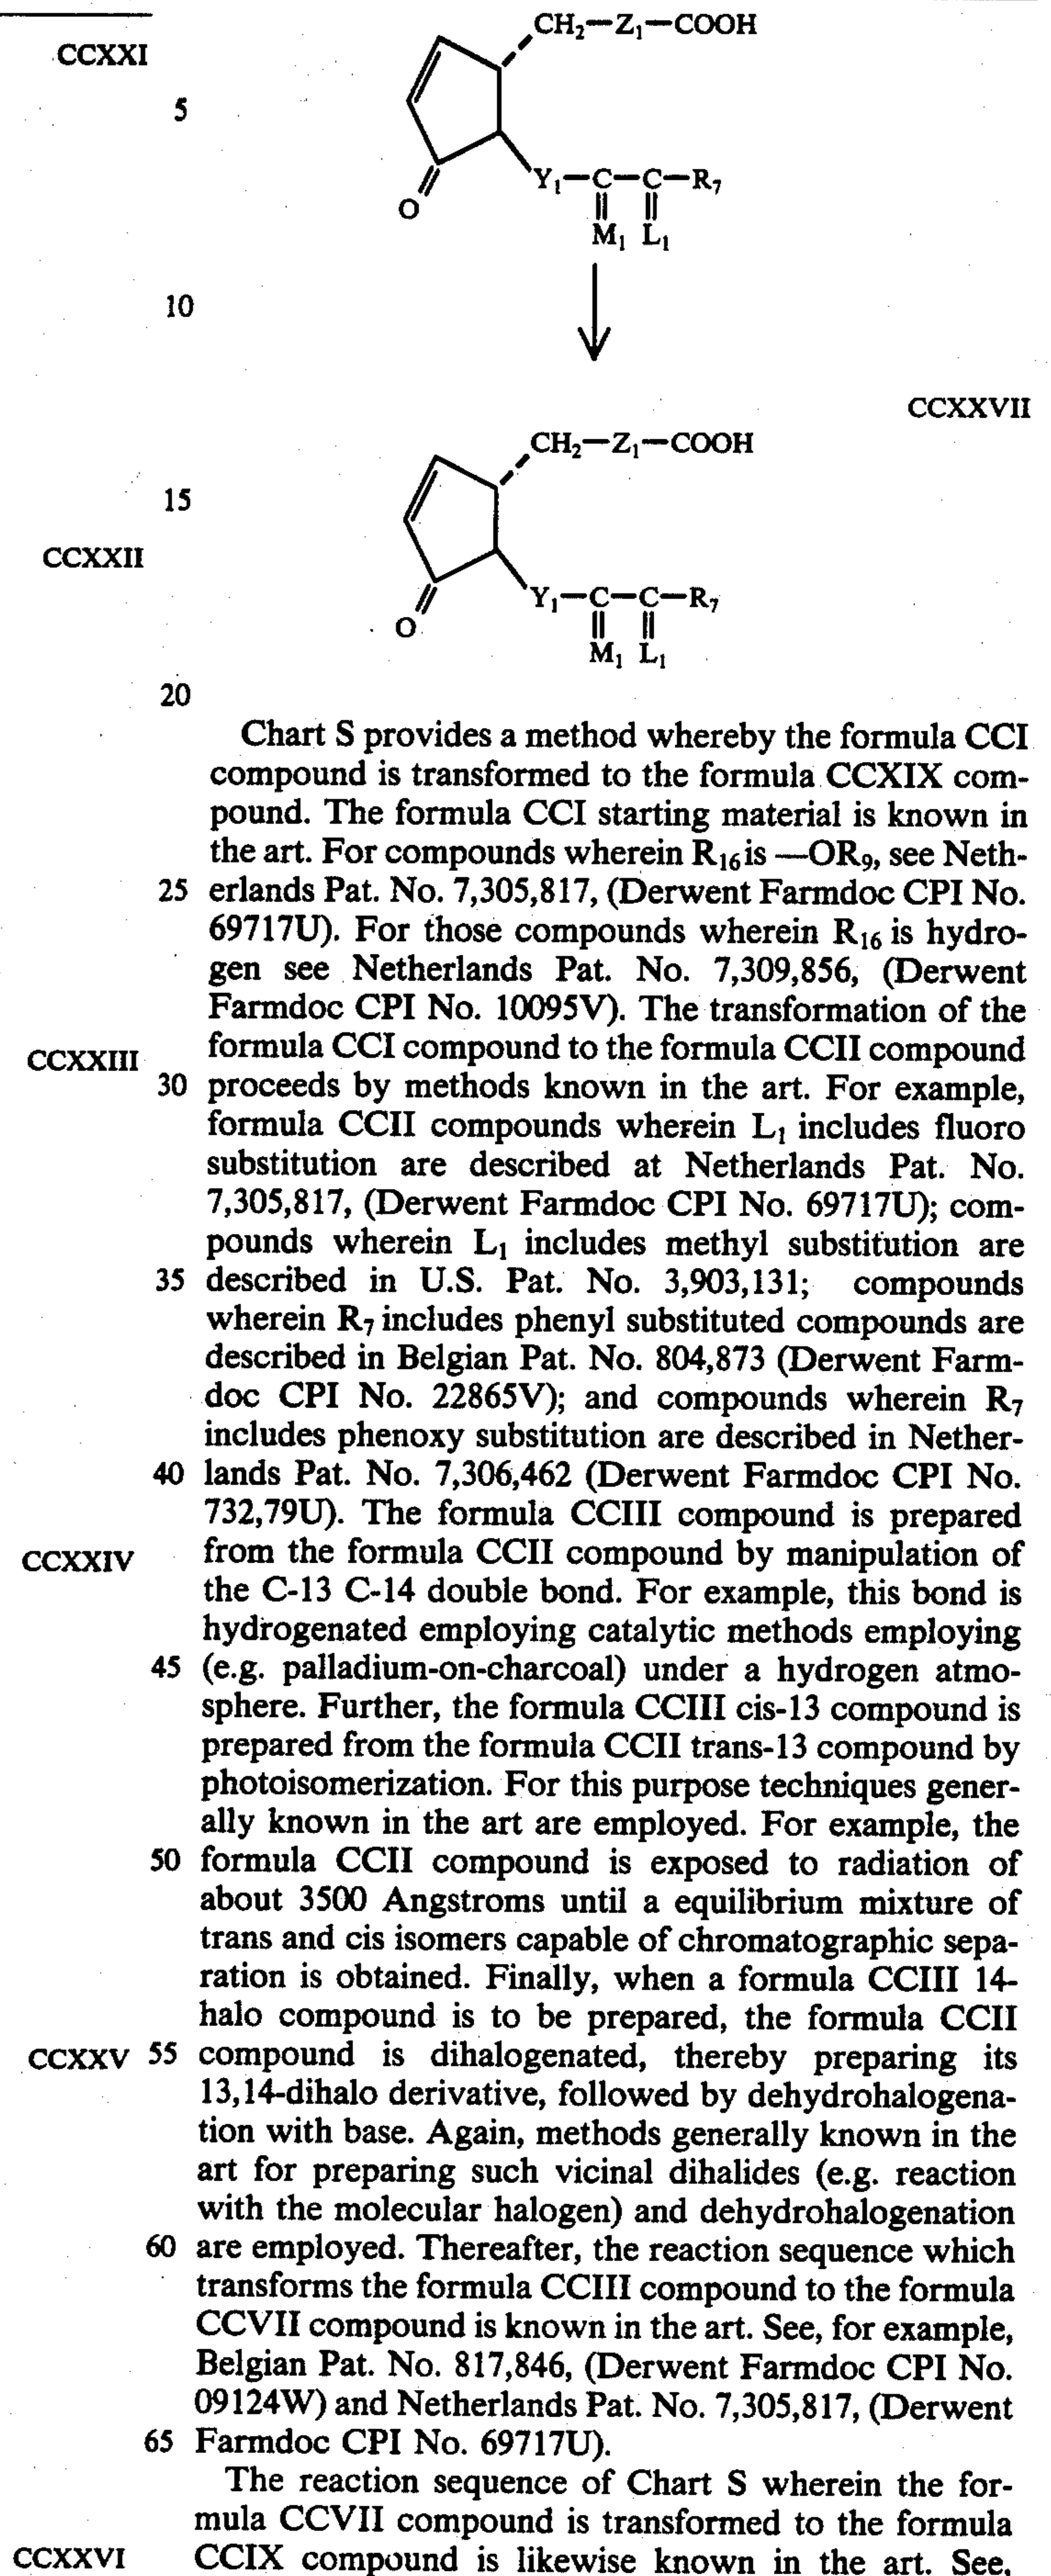 CH₂—Z₁—COOH
CCXXI
5
Y₁—C—C—R₇
O
M₁ L₁
10
CCXXVII
CH₂—Z₁—COOH
15
CCXXII
Y₁—C—C—R₇
O
M₁ L₁
20
Chart S provides a method whereby the formula CCI
compound is transformed to the formula CCXIX com-
pound. The formula CCI starting material is known in
the art. For compounds wherein R₁₆ is —OR₉, see Neth-
25 erlands Pat. No. 7,305,817, (Derwent Farmdoc CPI No.
69717U). For those compounds wherein R₁₆ is hydro-
gen see Netherlands Pat. No. 7,309,856, (Derwent
Farmdoc CPI No. 10095V). The transformation of the
CCXXIII formula CCI compound to the formula CCII compound
30 proceeds by methods known in the art. For example,
formula CCII compounds wherein L₁ includes fluoro
substitution are described at Netherlands Pat. No.
7,305,817, (Derwent Farmdoc CPI No. 69717U); com-
pounds wherein L₁ includes methyl substitution are
35 described in U.S. Pat. No. 3,903,131; compounds
wherein R₇ includes phenyl substituted compounds are
described in Belgian Pat. No. 804,873 (Derwent Farm-
doc CPI No. 22865V); and compounds wherein R₇
includes phenoxy substitution are described in Nether-
40 lands Pat. No. 7,306,462 (Derwent Farmdoc CPI No.
732,79U). The formula CCIII compound is prepared
CCXXIV from the formula CCII compound by manipulation of
the C-13 C-14 double bond. For example, this bond is
hydrogenated employing catalytic methods employing
45 (e.g. palladium-on-charcoal) under a hydrogen atmo-
sphere. Further, the formula CCIII cis-13 compound is
prepared from the formula CCII trans-13 compound by
photoisomerization. For this purpose techniques gener-
ally known in the art are employed. For example, the
50 formula CCII compound is exposed to radiation of
about 3500 Angstroms until a equilibrium mixture of
trans and cis isomers capable of chromatographic sepa-
ration is obtained. Finally, when a formula CCIII 14-
halo compound is to be prepared, the formula CCII
CCXXV 55 compound is dihalogenated, thereby preparing its
13,14-dihalo derivative, followed by dehydrohalogena-
tion with base. Again, methods generally known in the
art for preparing such vicinal dihalides (e.g. reaction
with the molecular halogen) and dehydrohalogenation
60 are employed. Thereafter, the reaction sequence which
transforms the formula CCIII compound to the formula
CCVII compound is known in the art. See, for example,
Belgian Pat. No. 817,846, (Derwent Farmdoc CPI No.
09124W) and Netherlands Pat. No. 7,305,817, (Derwent
65 Farmdoc CPI No. 69717U).
The reaction sequence of Chart S wherein the for-
mula CCVII compound is transformed to the formula
CCXXVI CCIX compound is likewise known in the art. See,